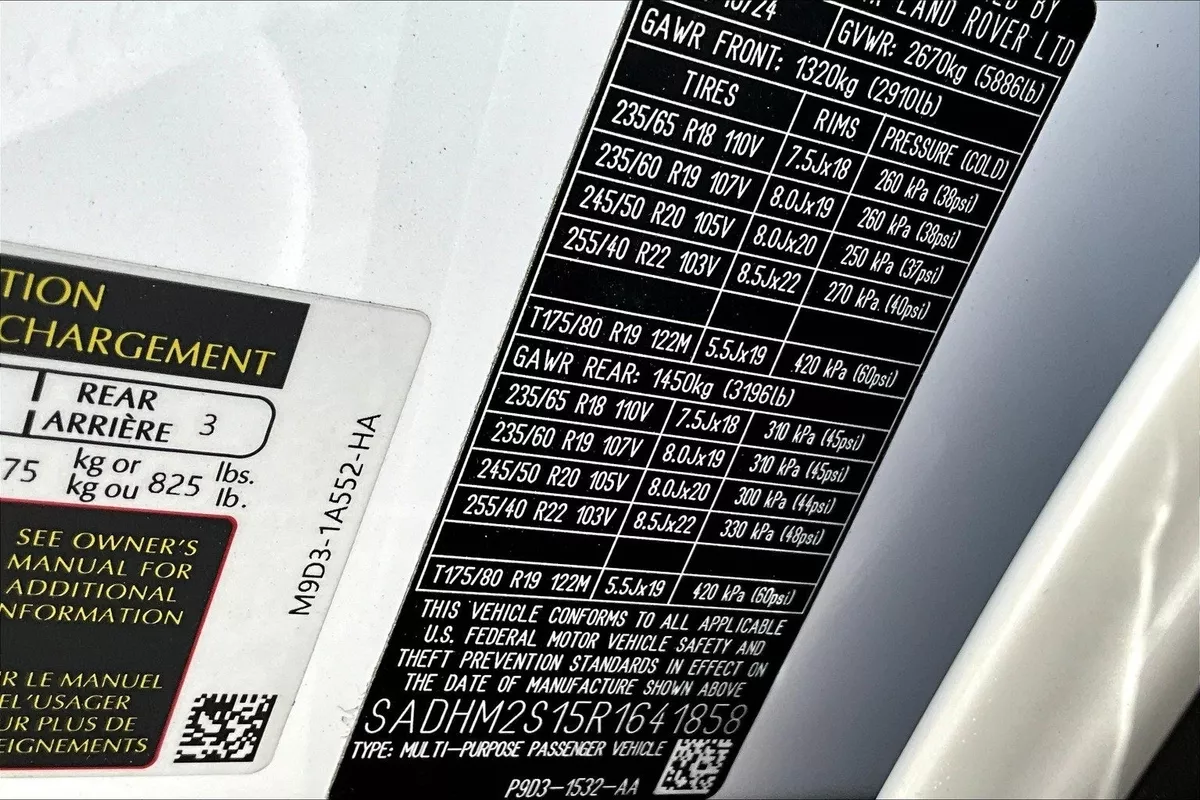 TION
CHARGEMENT
REAR
ARRIÈRE 3
75 kg or 825 lbs.
kg ou lb.
SEE OWNER'S
MANUAL FOR
ADDITIONAL
NFORMATION
R LE MANUEL
EL'USAGER
UR PLUS DE
EIGNEMENTS
M9D3-1A552-HA
BY
LAND ROVER LTD
/24
GVWR: 2670kg (5886lb)
GAWR FRONT: 1320kg (2910lb)
TIRES RIMS PRESSURE (COLD)
235/65 R18 110V 7.5Jx18 260 kPa (38psi)
235/60 R19 107V 8.0Jx19 260 kPa (38psi)
245/50 R20 105V 8.0Jx20 250 kPa (37psi)
255/40 R22 103V 8.5Jx22 270 kPa. (40psi)
T175/80 R19 122M 5.5Jx19 420 kPa (60psi)
GAWR REAR: 1450kg (3196lb)
235/65 R18 110V 7.5Jx18 310 kPa (45psi)
235/60 R19 107V 8.0Jx19 310 kPa (45psi)
245/50 R20 105V 8.0Jx20 300 kPa (44psi)
255/40 R22 103V 8.5Jx22 330 kPa (48psi)
T175/80 R19 122M 5.5Jx19 420 kPa (60psi)
THIS VEHICLE CONFORMS TO ALL APPLICABLE
U.S. FEDERAL MOTOR VEHICLE SAFETY AND
THEFT PREVENTION STANDARDS IN EFFECT ON
THE DATE OF MANUFACTURE SHOWN ABOVE
SADHM2S15R1641858
TYPE: MULTI-PURPOSE PASSENGER VEHICLE
P9D3-1532-AA